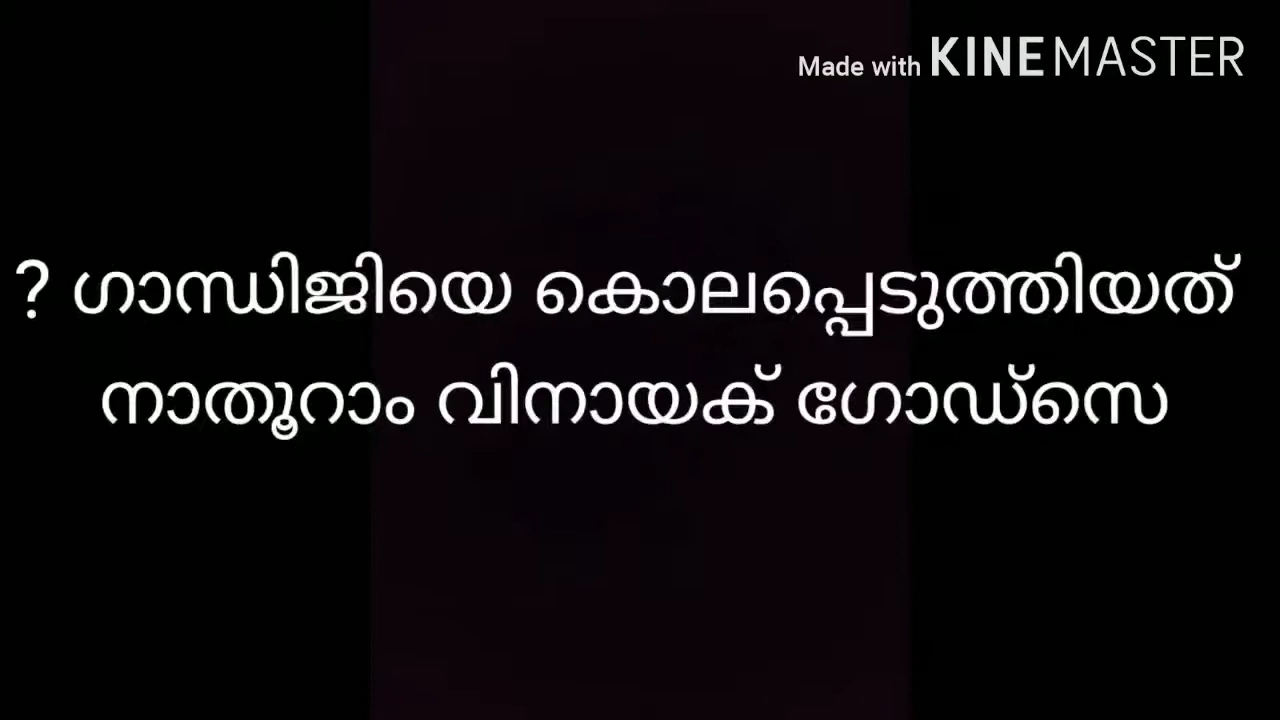 Made with KINEMASTER
? ഗാന്ധിജിയെ കൊലപ്പെടുത്തിയത്
നാതൂറാം വിനായക് ഗോഡ്സെ